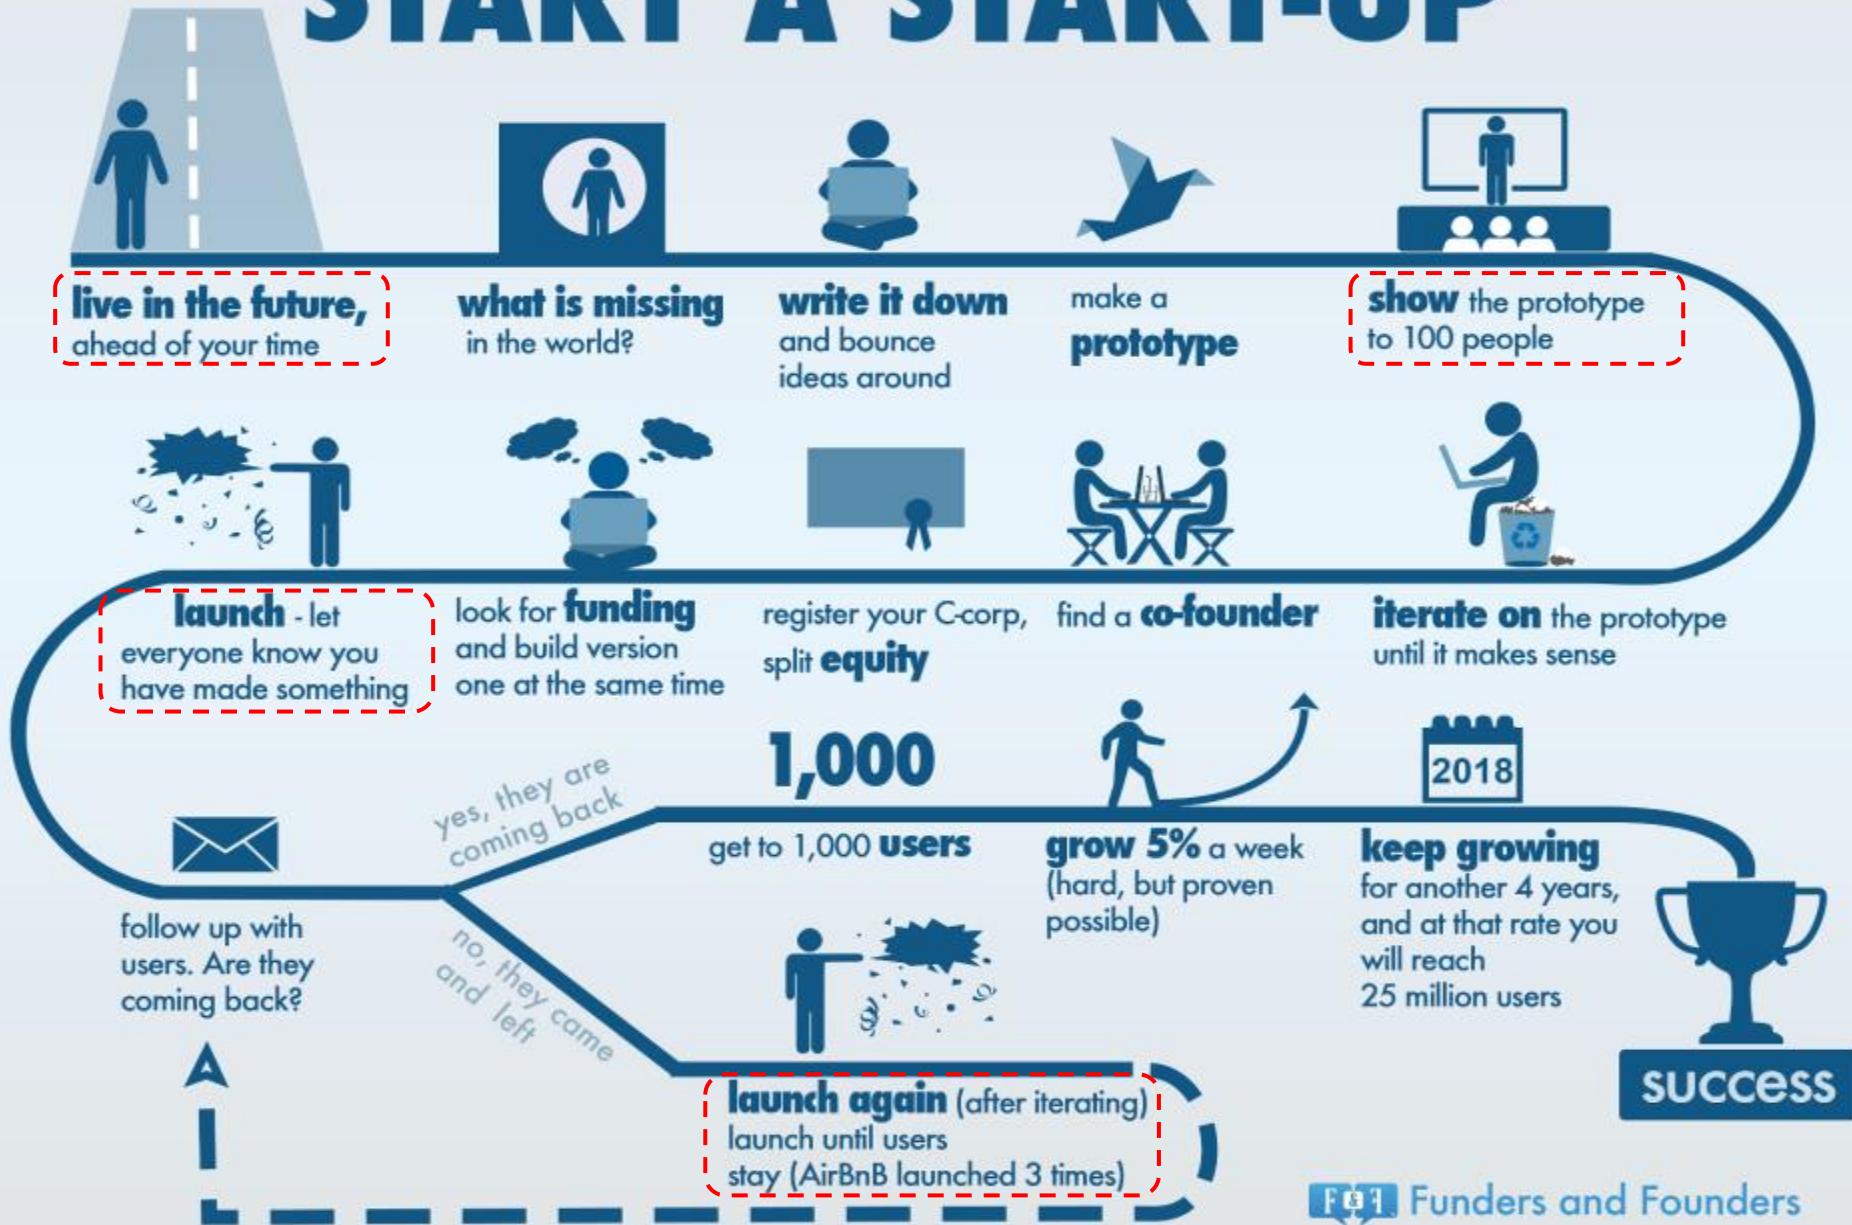 START A START-UP
live in the future,
ahead of your time
what is missing
in the world?
write it down
and bounce
ideas around
make a
prototype
show the prototype
to 100 people
iterate on the prototype
until it makes sense
find a co-founder
register your C-corp,
split equity
look for funding
and build version
one at the same time
launch - let
everyone know you
have made something
follow up with
users. Are they
coming back?
yes, they are
coming back
1,000
get to 1,000 users
grow 5% a week
(hard, but proven
possible)
2018
keep growing
for another 4 years,
and at that rate you
will reach
25 million users
success
no, they came
and left
launch again (after iterating)
launch until users
stay (AirBnB launched 3 times)
F&F Funders and Founders